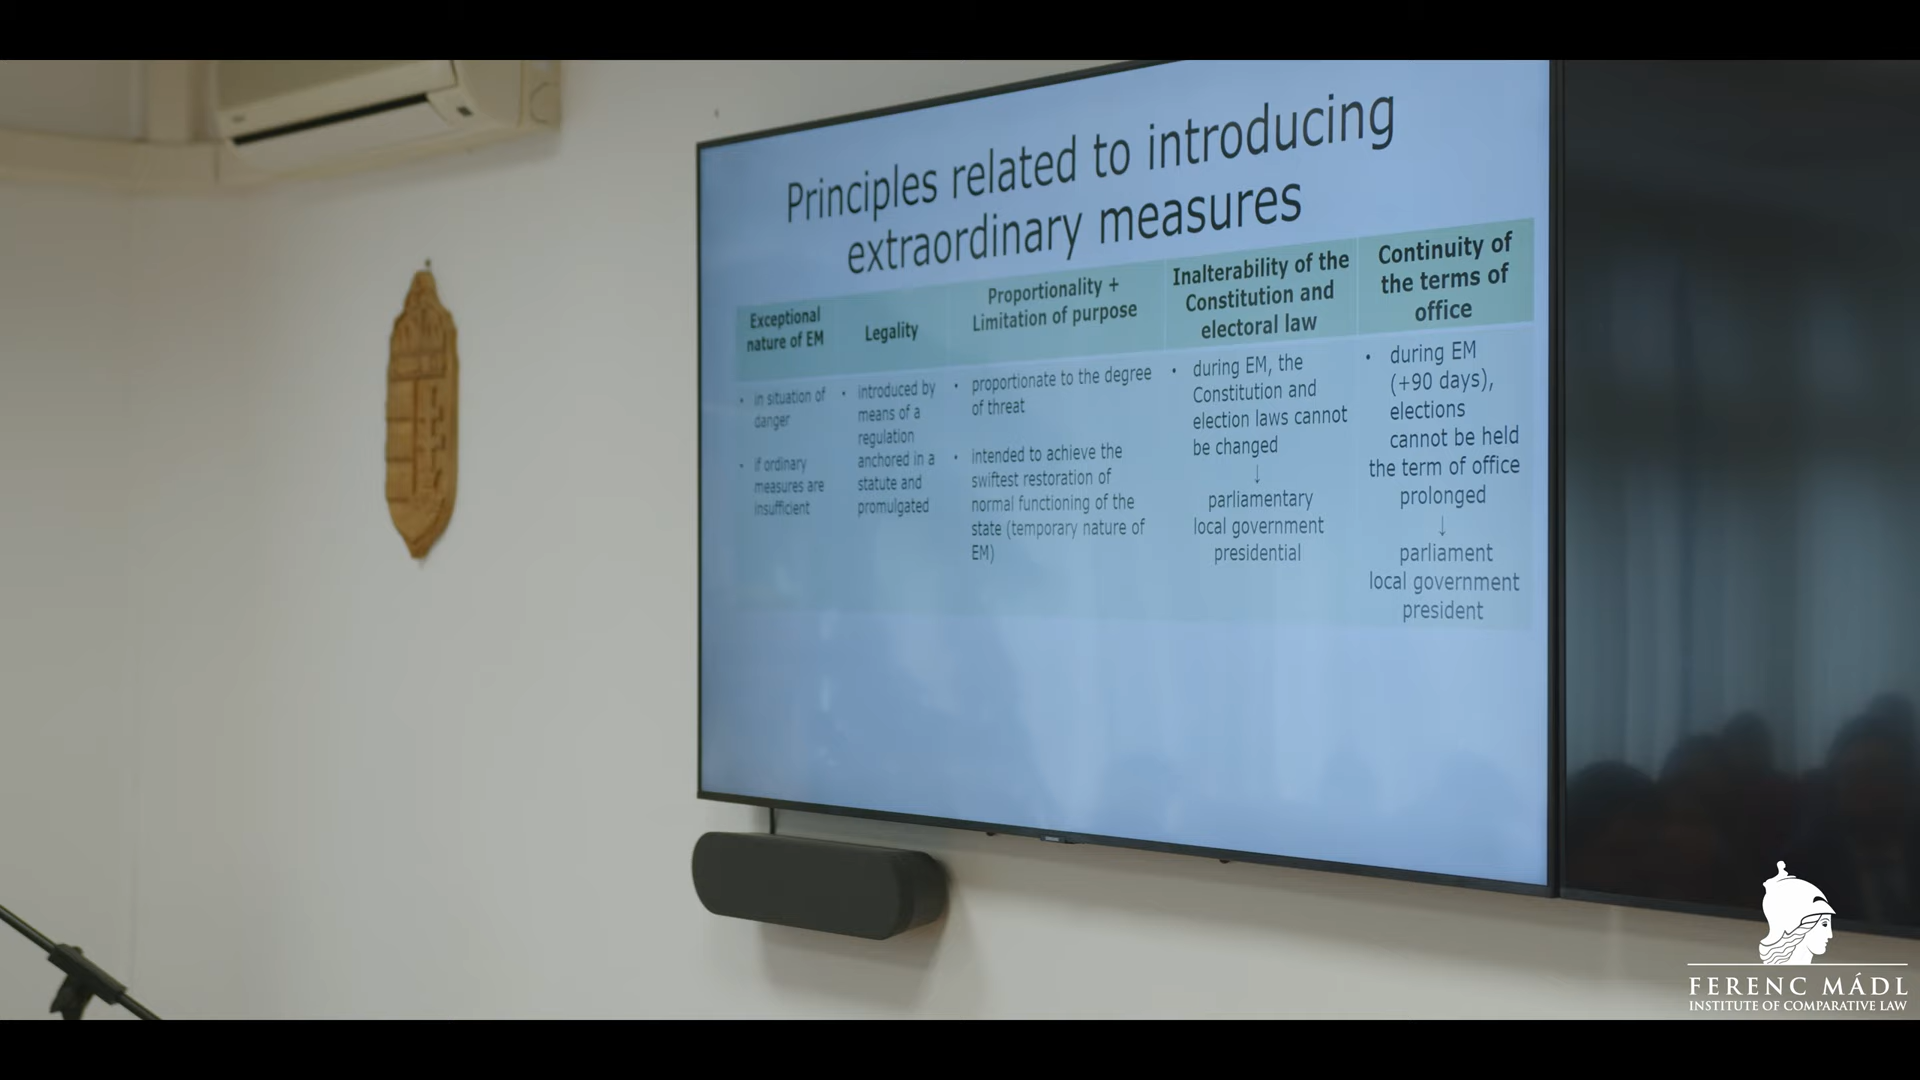 Principles related to introducing
extraordinary measures
Exceptional
nature of EM
Legality
Proportionality +
Limitation of purpose
Inalterability of the
Constitution and
electoral law
Continuity of
the terms of
office
• in situation of
danger
• if ordinary
measures are
insufficient
• introduced by
means of a
regulation
anchored in a
statute and
promulgated
• proportionate to the degree
of threat
• intended to achieve the
swiftest restoration of
normal functioning of the
state (temporary nature of
EM)
• during EM, the
Constitution and
election laws cannot
be changed
↓
parliamentary
local government
presidential
• during EM
(+90 days),
elections
cannot be held
the term of office
prolonged
↓
parliament
local government
president
FERENC MÁDL
INSTITUTE OF COMPARATIVE LAW